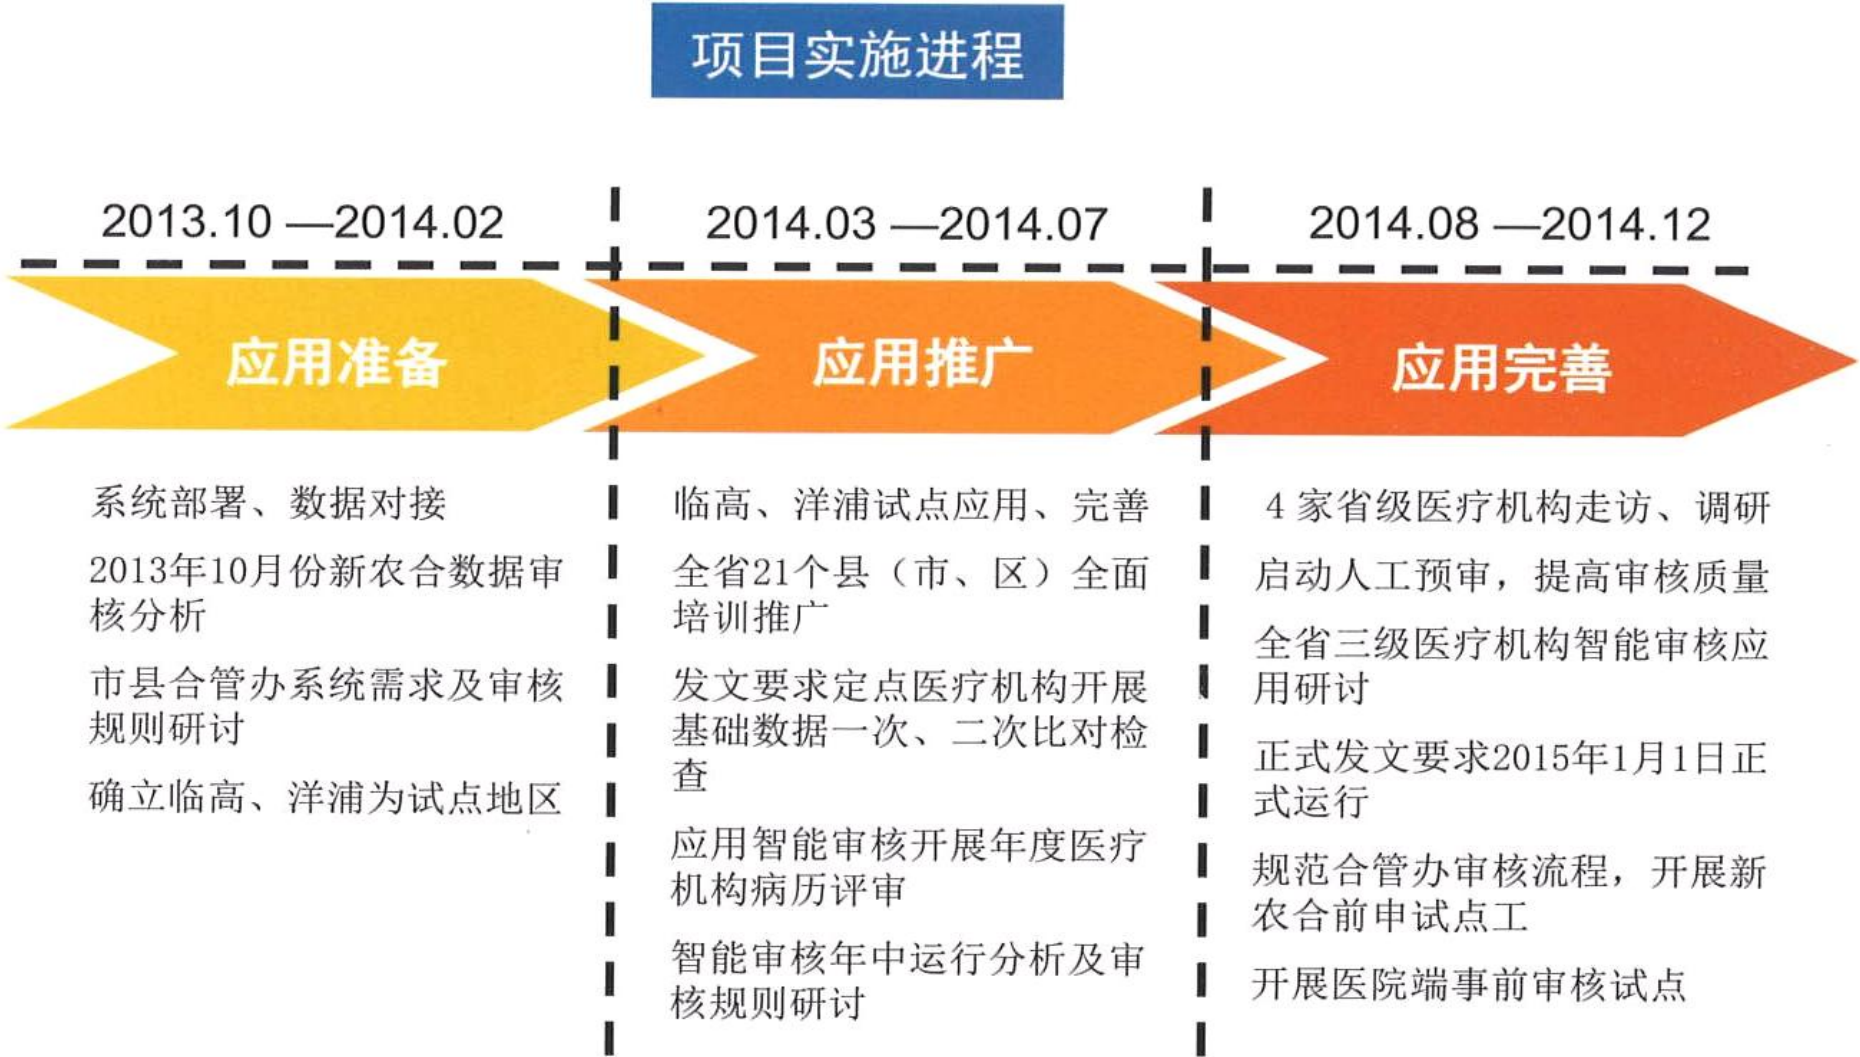 项目实施进程
2013.10 —2014.02
2014.03 —2014.07
2014.08 —2014.12
应用准备
应用推广
应用完善
系统部署、数据对接
2013年10月份新农合数据审
核分析
市县合管办系统需求及审核
规则研讨
确立临高、洋浦为试点地区
临高、洋浦试点应用、完善
全省21个县（市、区）全面
培训推广
发文要求定点医疗机构开展
基础数据一次、二次比对检
查
应用智能审核开展年度医疗
机构病历评审
智能审核年中运行分析及审
核规则研讨
4 家省级医疗机构走访、调研
启动人工预审，提高审核质量
全省三级医疗机构智能审核应
用研讨
正式发文要求2015年1月1日正
式运行
规范合管办审核流程，开展新
农合前申试点工
开展医院端事前审核试点